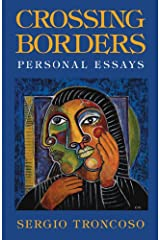 CROSSING
BORDERS
PERSONAL ESSAYS
SERGIO TRONCOSO